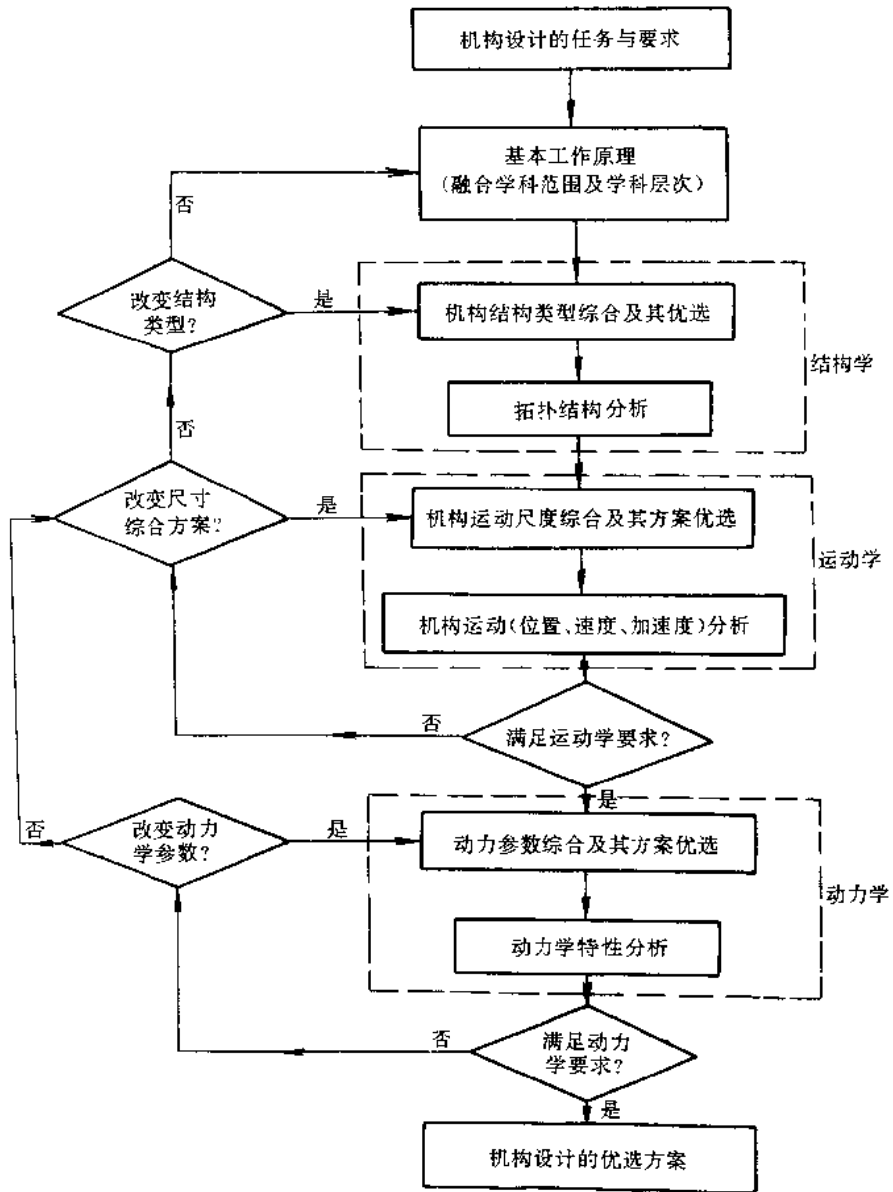 机构设计的任务与要求
基本工作原理
(融合学科范围及学科层次)
否
改变结构
类型?
是
机构结构类型综合及其优选
结构学
拓扑结构分析
否
改变尺寸
综合方案?
是
机构运动尺度综合及其方案优选
运动学
机构运动(位置、速度、加速度)分析
否
满足运动学要求?
是
否
改变动力
学参数?
是
动力参数综合及其方案优选
动力学
动力学特性分析
否
满足动力
学要求?
是
机构设计的优选方案